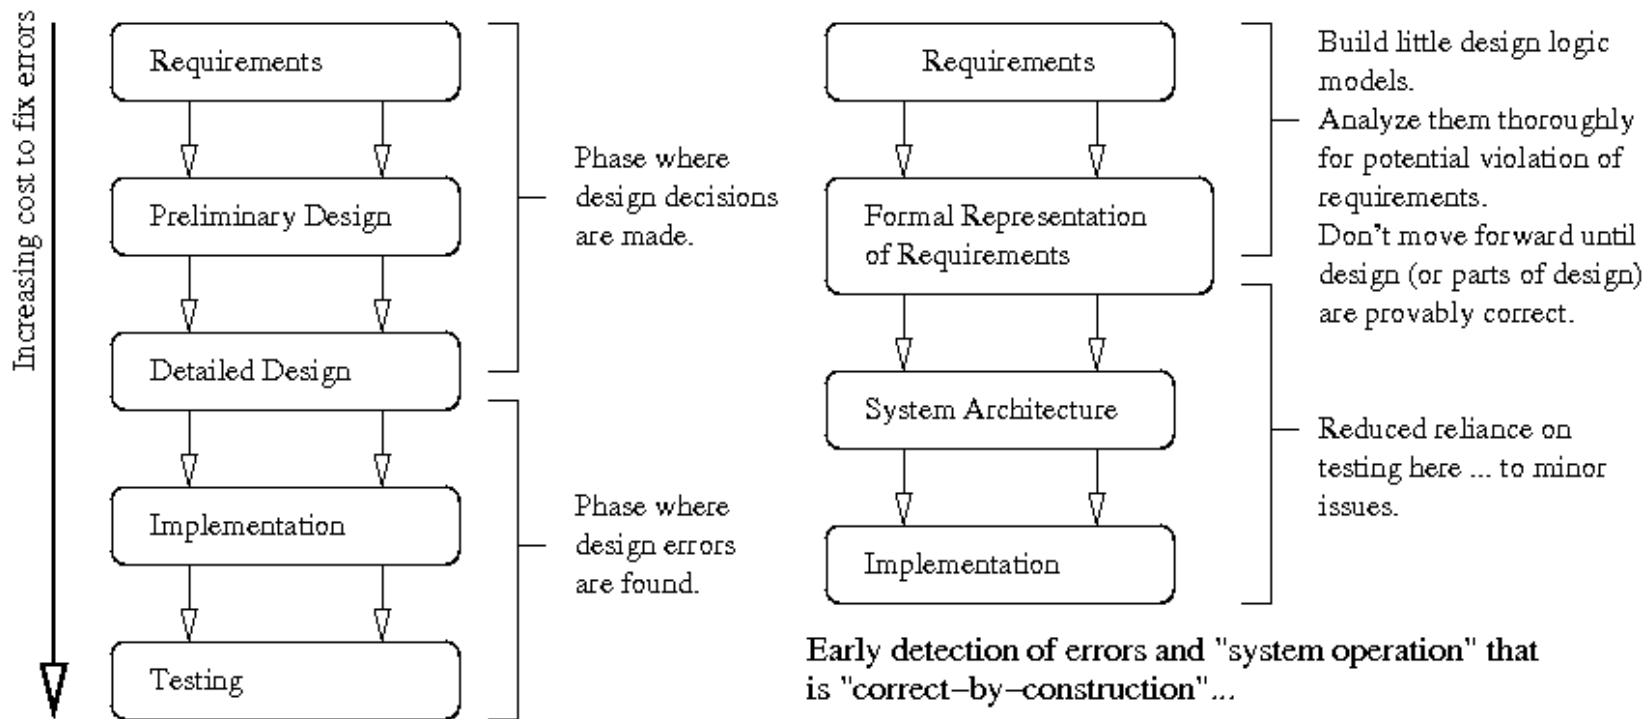 Increasing cost to fix errors
Requirements
Preliminary Design
Detailed Design
Implementation
Testing
Phase where
design decisions
are made.
Phase where
design errors
are found.
Requirements
Formal Representation
of Requirements
System Architecture
Implementation
Build little design logic
models.
Analyze them thoroughly
for potential violation of
requirements.
Don't move forward until
design (or parts of design)
are provably correct.
Reduced reliance on
testing here ... to minor
issues.
Early detection of errors and "system operation" that
is "correct-by-construction"...